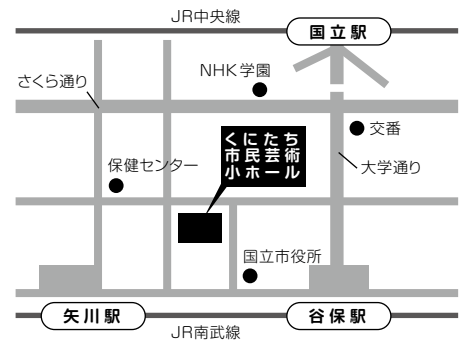 JR中央線
国立駅
さくら通り
NHK学園
交番
くにたち
市民芸術
小ホール
大学通り
保健センター
国立市役所
矢川駅
谷保駅
JR南武線